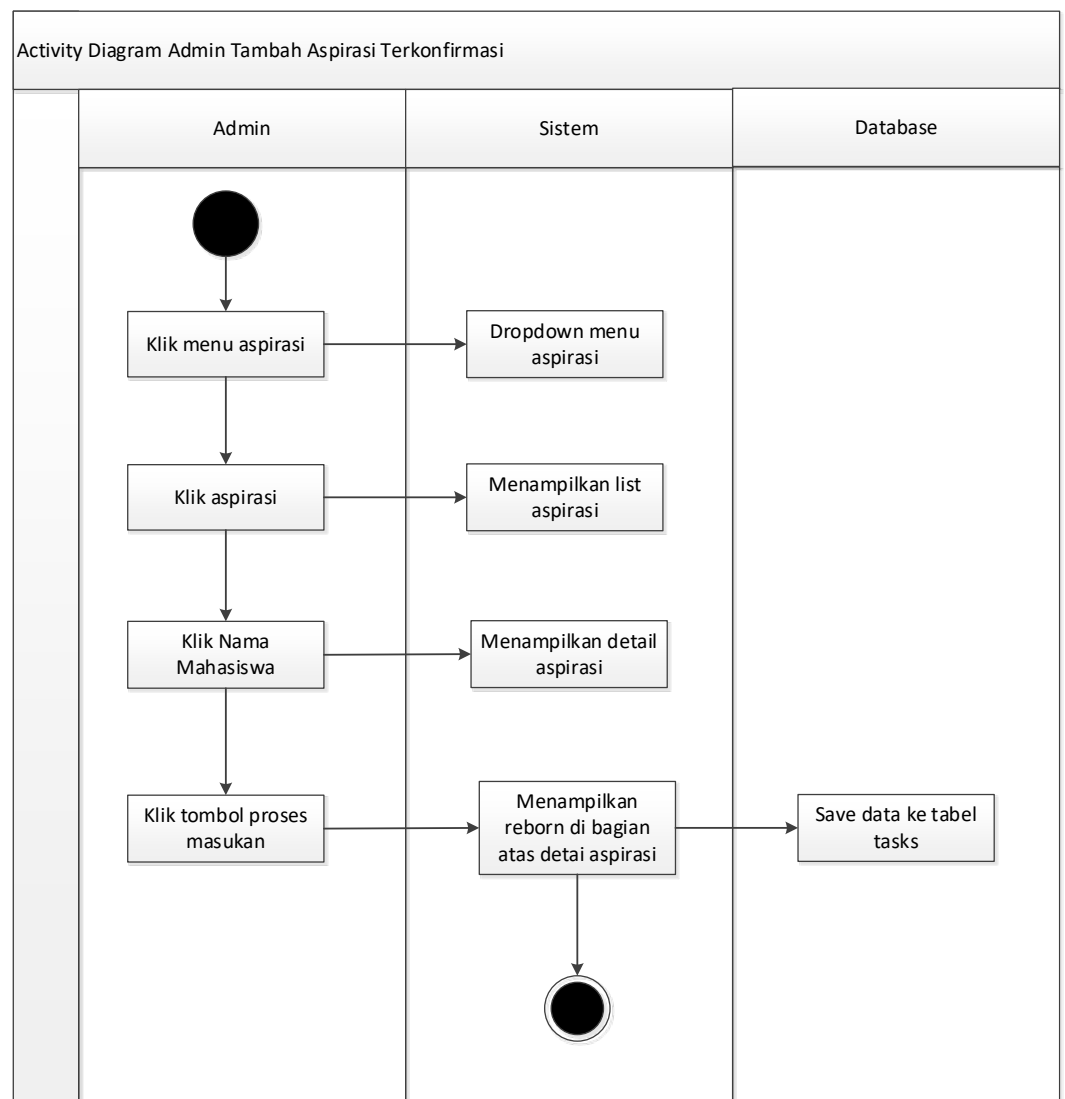 Activity Diagram Admin Tambah Aspirasi Terkonfirmasi
Admin
Sistem
Database
Klik menu aspirasi
Dropdown menu
aspirasi
Klik aspirasi
Menampilkan list
aspirasi
Klik Nama
Mahasiswa
Menampilkan detail
aspirasi
Klik tombol proses
masukan
Menampilkan
reborn di bagian
atas detai aspirasi
Save data ke tabel
tasks